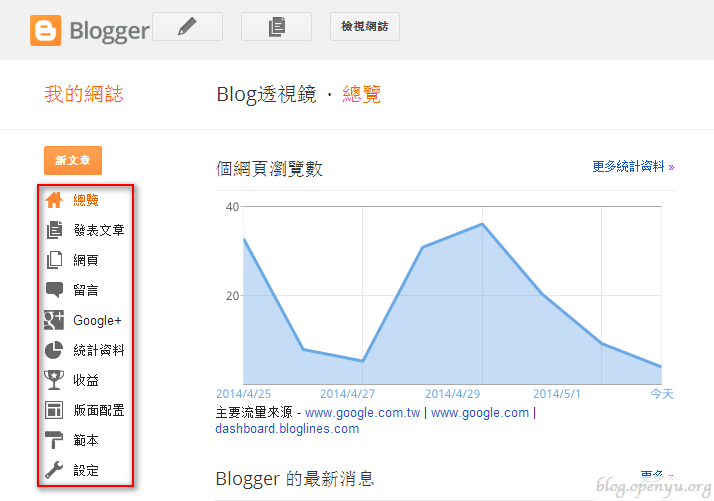 Blogger
檢視網誌
我的網誌
Blog透視鏡 · 總覽
新文章
總覽
發表文章
網頁
留言
Google+
統計資料
收益
版面配置
範本
設定
個網頁瀏覽數
更多統計資料 »
40
20
2014/4/25 2014/4/27 2014/4/29 2014/5/1 今天
主要流量來源 - www.google.com.tw | www.google.com |
dashboard.bloglines.com
Blogger 的最新消息
更多 »
blog.openyu.org